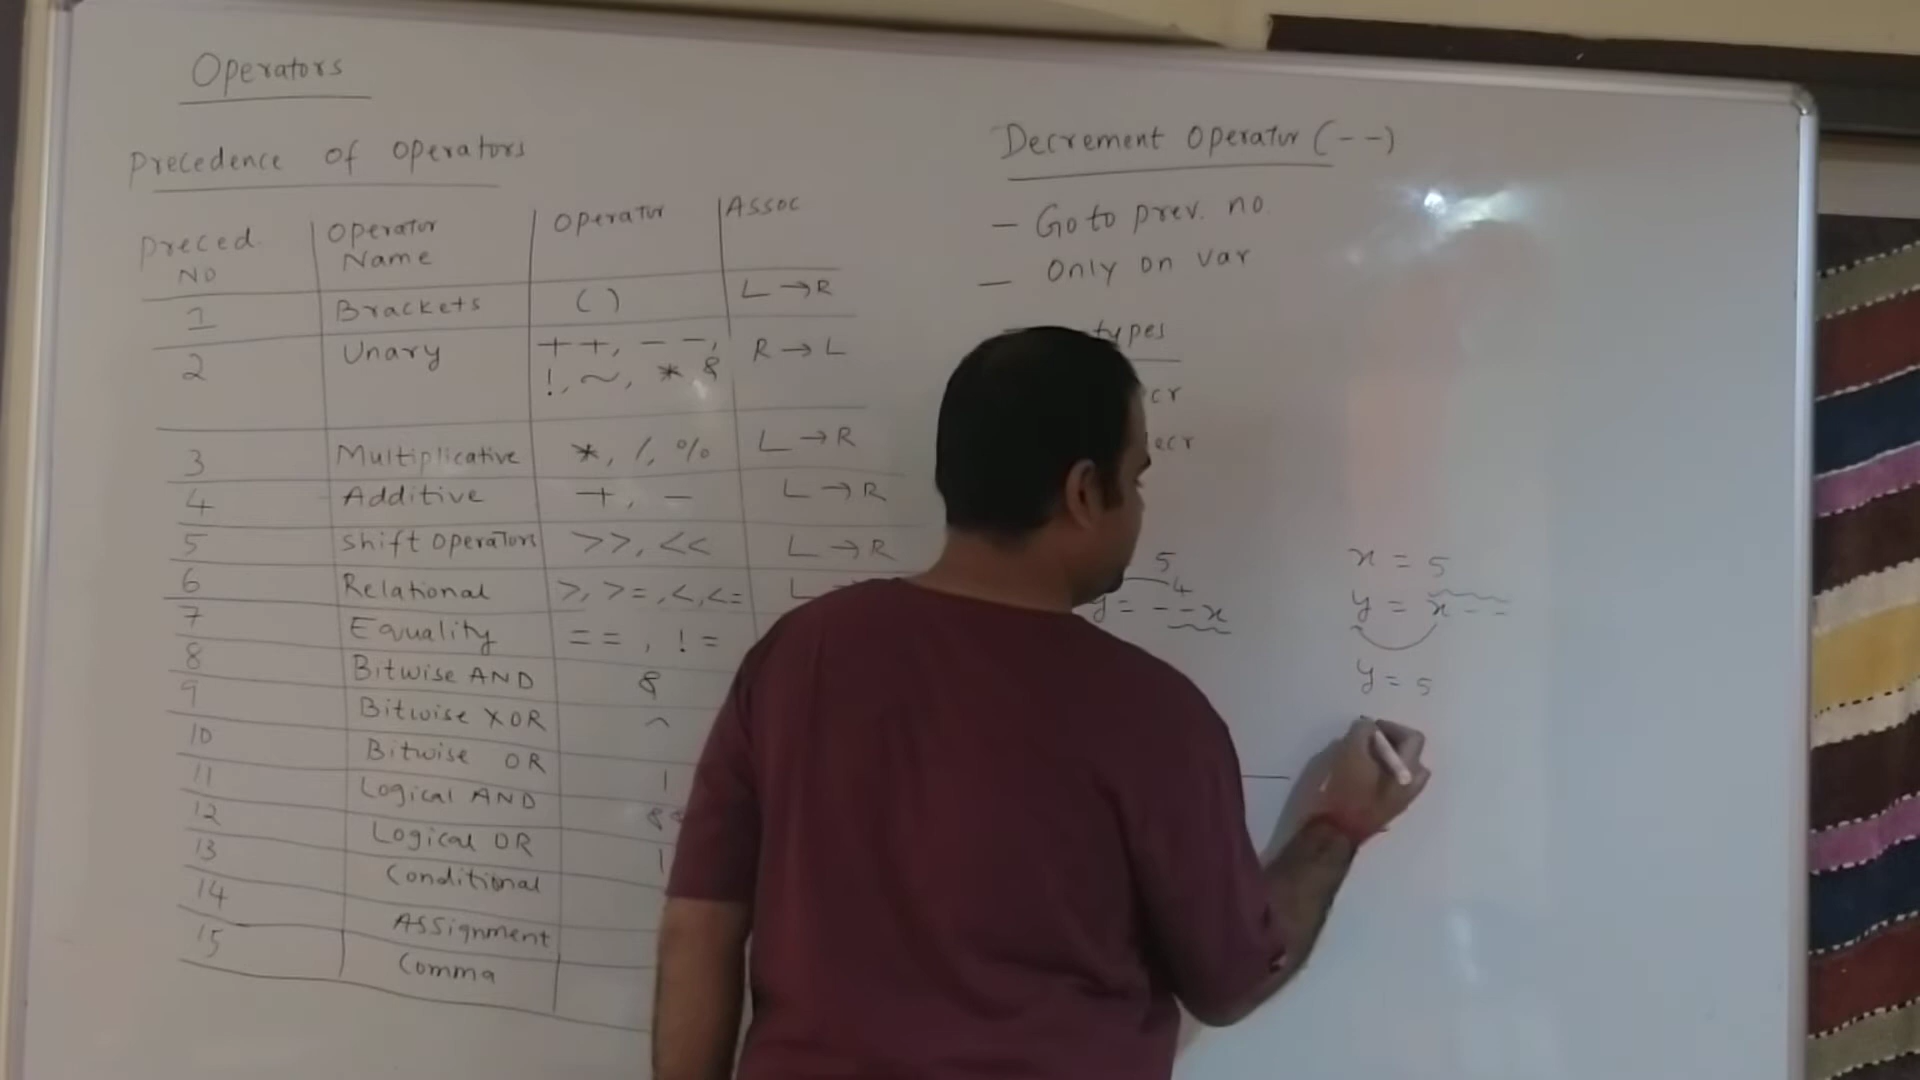 Operators
Precedence of operators
Preced. NO | Operator Name | Operator | Assoc
1 Brackets ( ) L → R
2 Unary ++, --, !, ~, * & R → L
3 Multiplicative *, /, % L → R
4 Additive +, - L → R
5 Shift Operators >>, << L → R
6 Relational >, >=, <, <= L
7 Equality == , !=
8 Bitwise AND &
9 Bitwise XOR ^
10 Bitwise OR |
11 Logical AND
12 Logical OR
13 Conditional
14 Assignment
15 Comma
Decrement Operator (--)
- Go to prev. no.
- Only on var
types
5
4
y = --x
x = 5
y = x--
y = 5